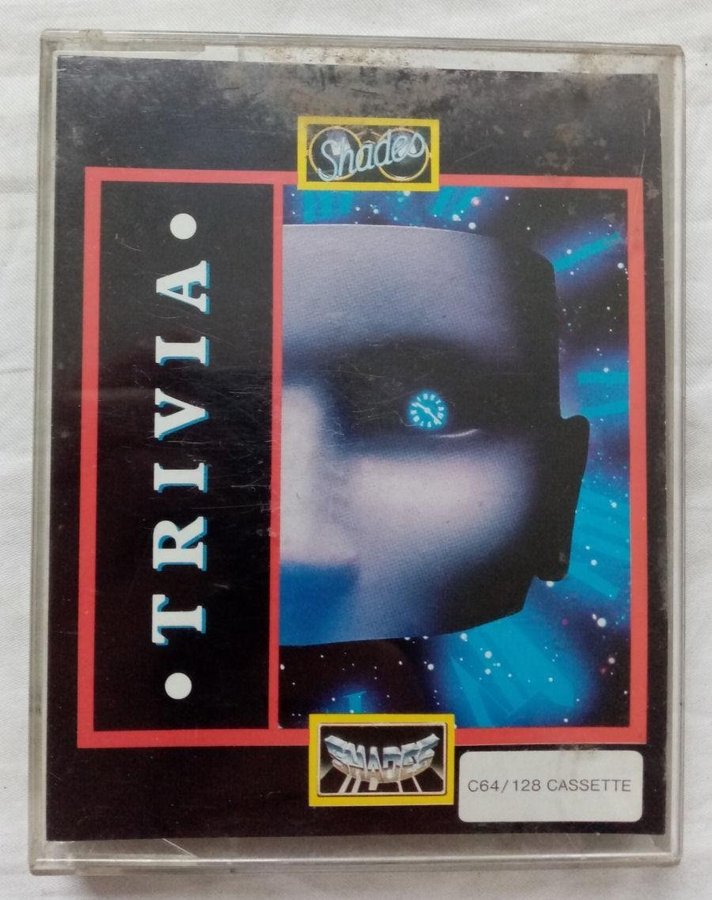 Shades
• TRIVIA •
SHADES
C64/128 CASSETTE